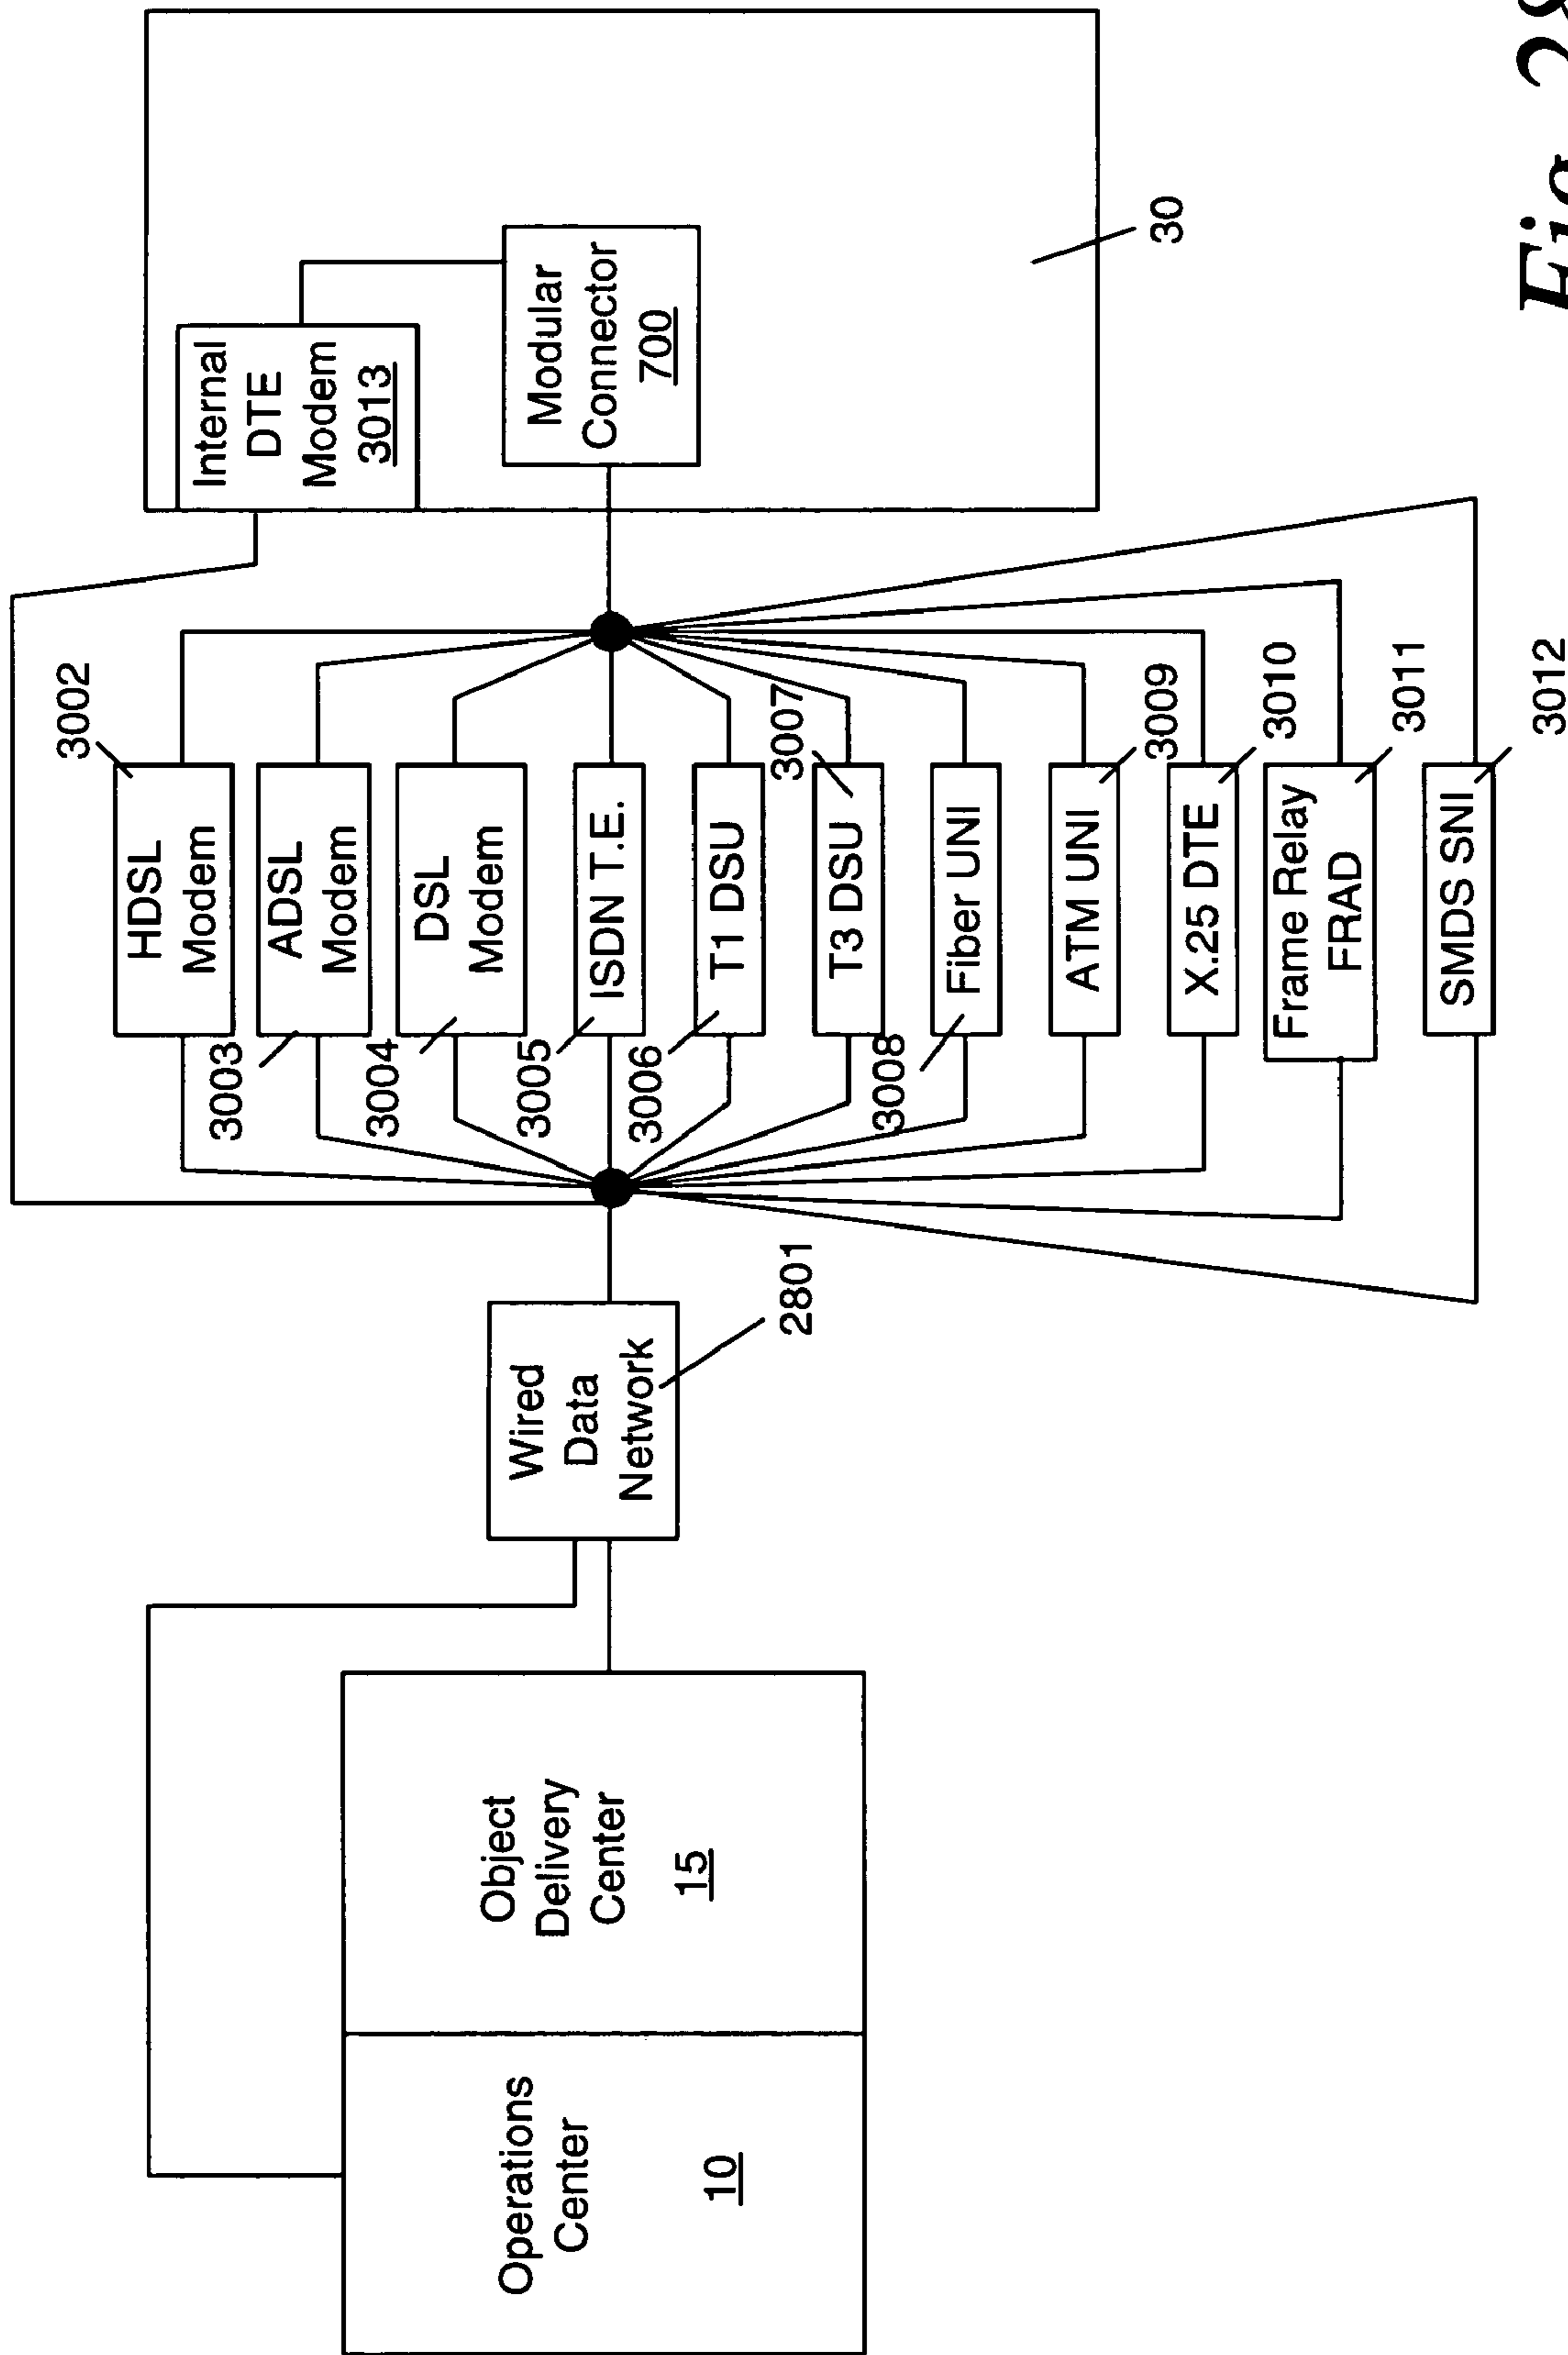 Operations
Center
10
Object
Delivery
Center
15
Wired
Data
Network
2801
3002
HDSL
Modem
3003
ADSL
Modem
3004
DSL
Modem
3005
ISDN T.E.
3006
T1 DSU
3007
T3 DSU
3008
Fiber UNI
ATM UNI
3009
X.25 DTE
3010
Frame Relay
FRAD
3011
SMDS SNI
3012
Internal
DTE
Modem
3013
Modular
Connector
700
30
Fig. 28